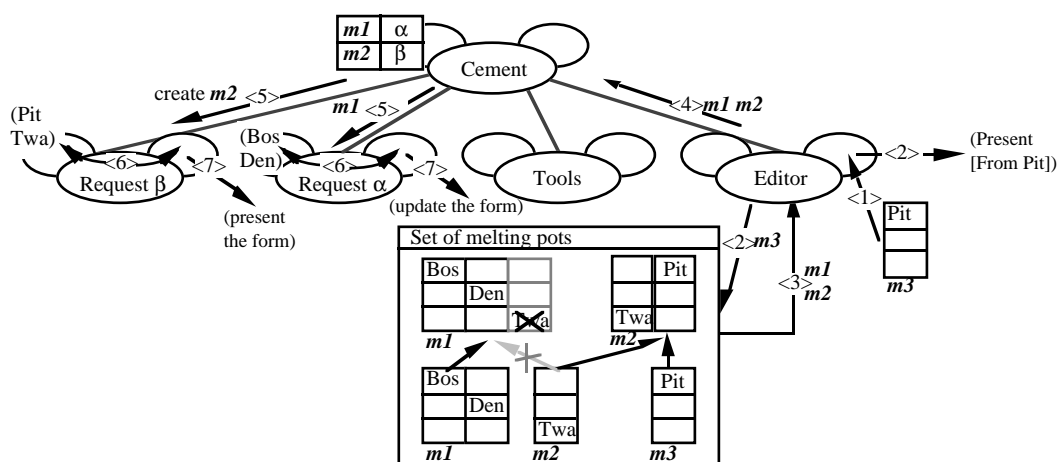 m1 α
m2 β
Cement
create m2 <5>
m1 <5>
<4> m1 m2
(Pit
Twa)
<6>
<7>
Request β
(present
the form)
(Bos
Den)
<6>
<7>
Request α
(update the form)
Tools
Editor
<2>
(Present
[From Pit])
<1>
Pit
m3
<2> m3
<3> m1
m2
Set of melting pots
Bos
Den
Twa
m1
Pit
Twa
m2
Bos
Den
m1
Twa
m2
Pit
m3